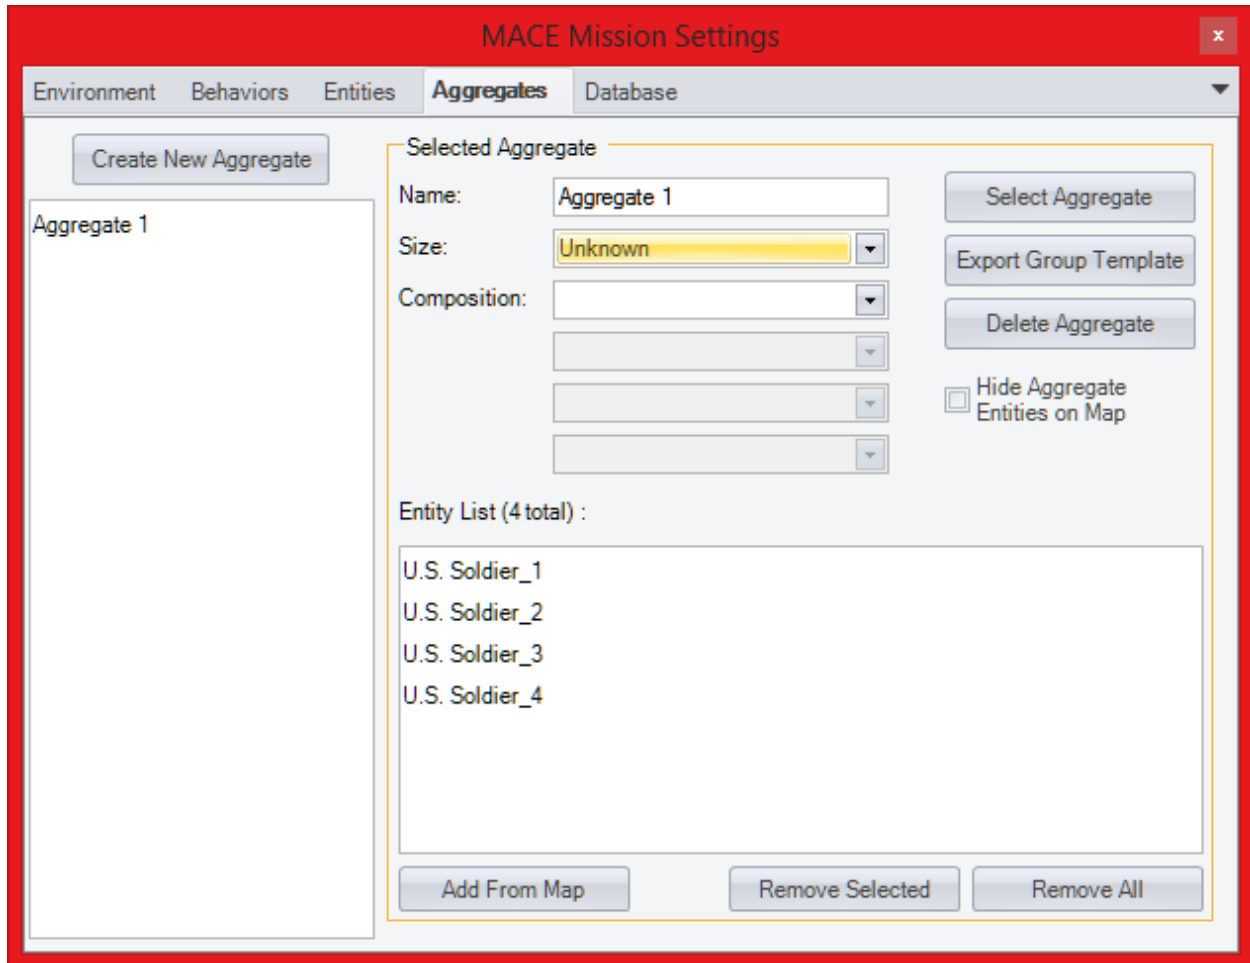 MACE Mission Settings
x
Environment Behaviors Entities Aggregates Database
Create New Aggregate
Aggregate 1
Selected Aggregate
Name: Aggregate 1
Size: Unknown
Composition:
Select Aggregate
Export Group Template
Delete Aggregate
Hide Aggregate
Entities on Map
Entity List (4 total) :
U.S. Soldier_1
U.S. Soldier_2
U.S. Soldier_3
U.S. Soldier_4
Add From Map Remove Selected Remove All